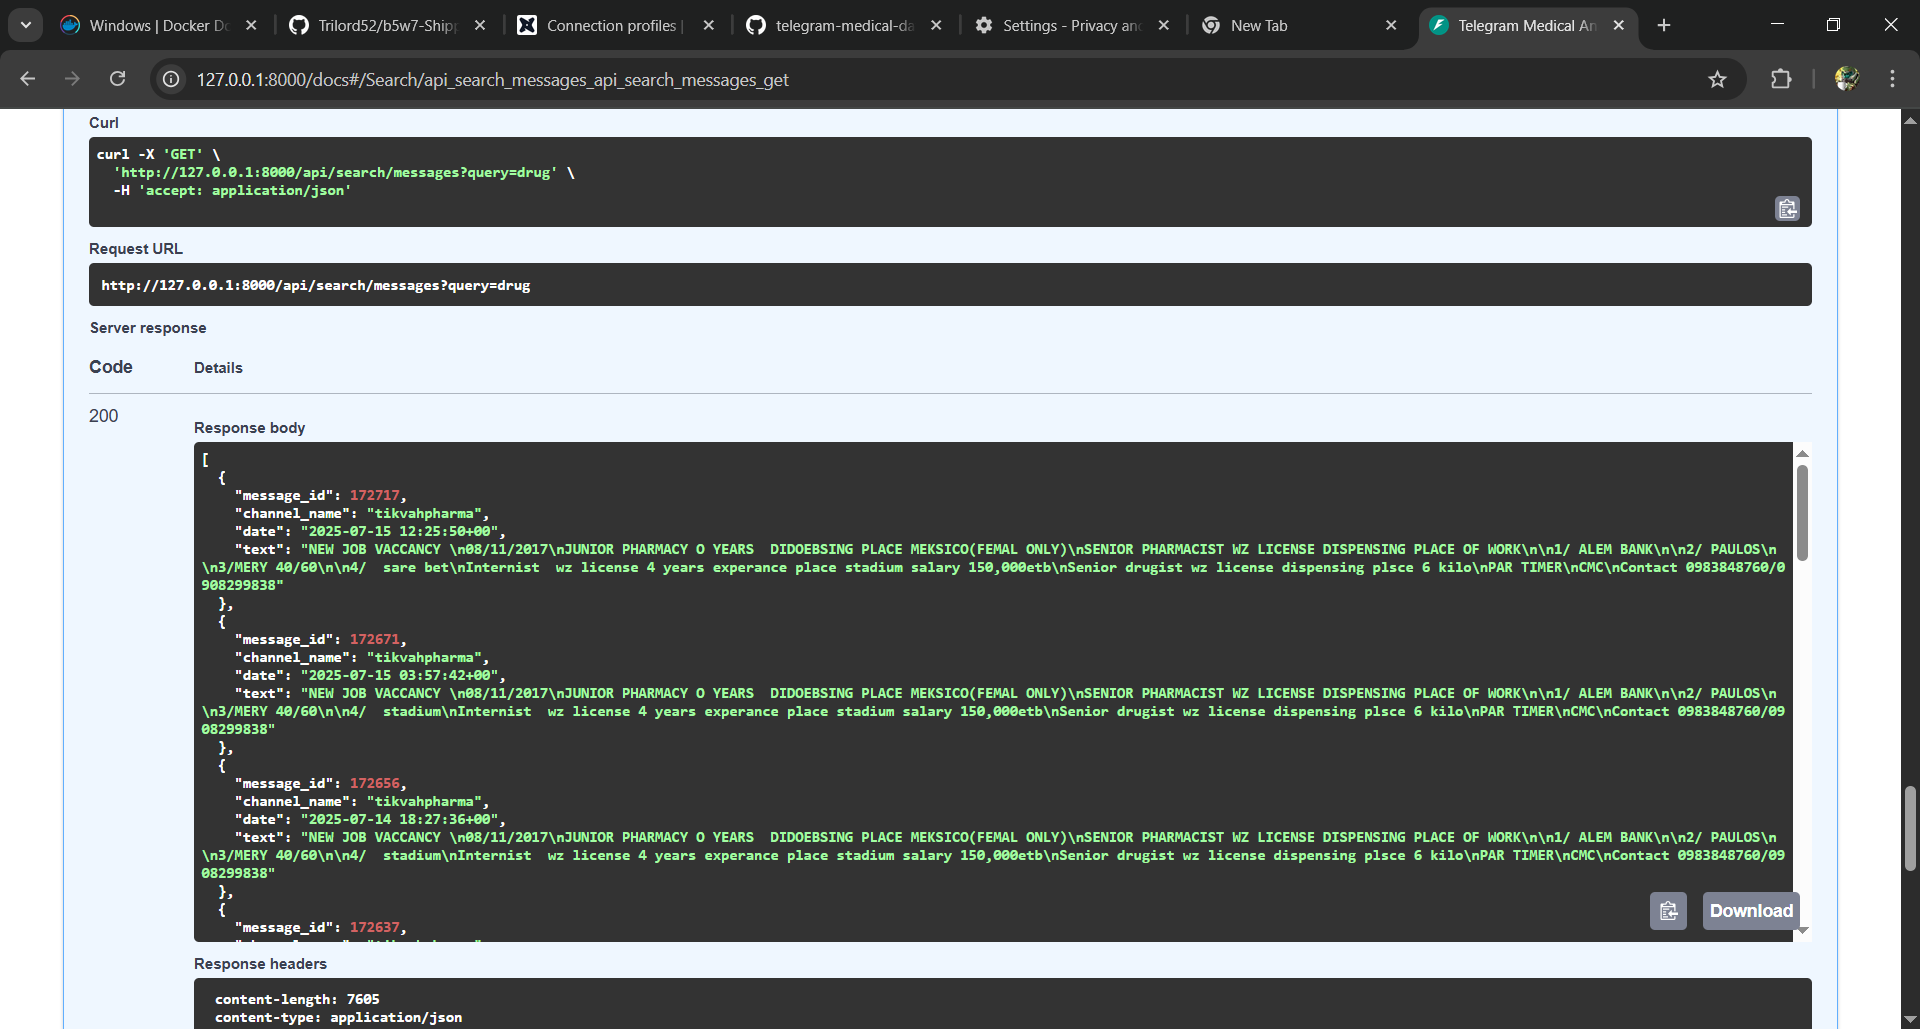 Windows | Docker Do
Trilord52/b5w7-Shipp
Connection profiles |
telegram-medical-da
Settings - Privacy and
New Tab
Telegram Medical An
127.0.0.1:8000/docs#/Search/api_search_messages_api_search_messages_get
Curl
curl -X 'GET' \
'http://127.0.0.1:8000/api/search/messages?query=drug' \
-H 'accept: application/json'
Request URL
http://127.0.0.1:8000/api/search/messages?query=drug
Server response
Code Details
200
Response body
[
{
"message_id": 172717,
"channel_name": "tikvahpharma",
"date": "2025-07-15 12:25:50+00",
"text": "NEW JOB VACCANCY \n08/11/2017\nJUNIOR PHARMACY O YEARS  DIDOEBSING PLACE MEKSICO(FEMAL ONLY)\nSENIOR PHARMACIST WZ LICENSE DISPENSING PLACE OF WORK\n\n1/ ALEM BANK\n\n2/ PAULOS\n
\n3/MERY 40/60\n\n4/  sare bet\nInternist  wz license 4 years experance place stadium salary 150,000etb\nSenior drugist wz license dispensing plsce 6 kilo\nPAR TIMER\nCMC\nContact 0983848760/0
908299838"
},
{
"message_id": 172671,
"channel_name": "tikvahpharma",
"date": "2025-07-15 03:57:42+00",
"text": "NEW JOB VACCANCY \n08/11/2017\nJUNIOR PHARMACY O YEARS  DIDOEBSING PLACE MEKSICO(FEMAL ONLY)\nSENIOR PHARMACIST WZ LICENSE DISPENSING PLACE OF WORK\n\n1/ ALEM BANK\n\n2/ PAULOS\n
\n3/MERY 40/60\n\n4/  stadium\nInternist  wz license 4 years experance place stadium salary 150,000etb\nSenior drugist wz license dispensing plsce 6 kilo\nPAR TIMER\nCMC\nContact 0983848760/09
08299838"
},
{
"message_id": 172656,
"channel_name": "tikvahpharma",
"date": "2025-07-14 18:27:36+00",
"text": "NEW JOB VACCANCY \n08/11/2017\nJUNIOR PHARMACY O YEARS  DIDOEBSING PLACE MEKSICO(FEMAL ONLY)\nSENIOR PHARMACIST WZ LICENSE DISPENSING PLACE OF WORK\n\n1/ ALEM BANK\n\n2/ PAULOS\n
\n3/MERY 40/60\n\n4/  stadium\nInternist  wz license 4 years experance place stadium salary 150,000etb\nSenior drugist wz license dispensing plsce 6 kilo\nPAR TIMER\nCMC\nContact 0983848760/09
08299838"
},
{
"message_id": 172637,
Download
Response headers
content-length: 7605
content-type: application/json